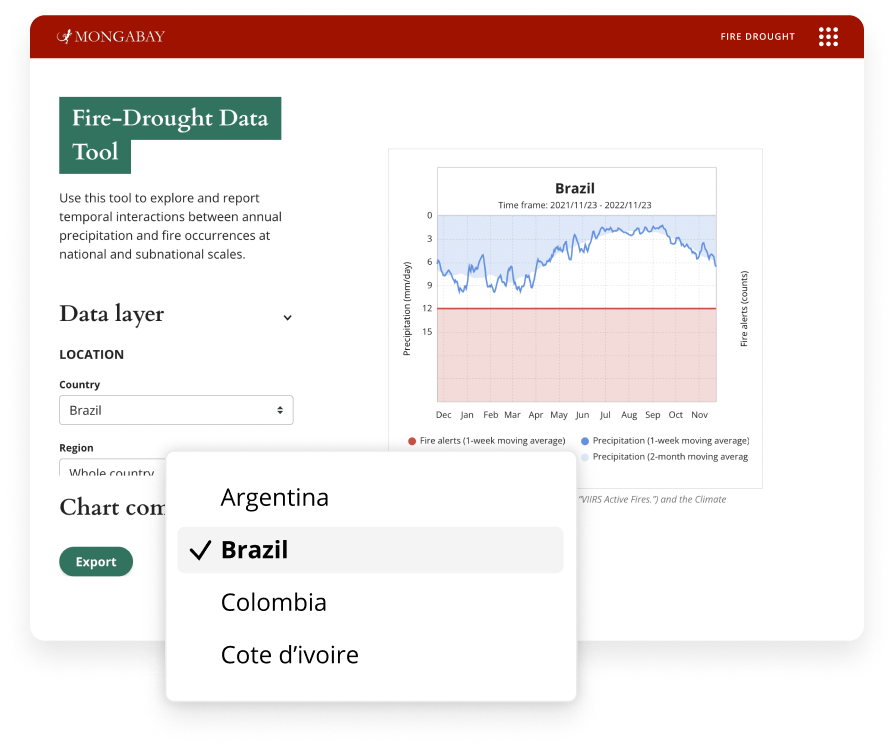 MONGABAY
FIRE DROUGHT
Fire-Drought Data
Tool
Use this tool to explore and report
temporal interactions between annual
precipitation and fire occurrences at
national and subnational scales.
Data layer
LOCATION
Country
Brazil
Region
Whole country
Chart com
Export
Brazil
Time frame: 2021/11/23 - 2022/11/23
0
3
6
9
12
15
Precipitation (mm/day)
Fire alerts (counts)
Dec Jan Feb Mar Apr May Jun Jul Aug Sep Oct Nov
Fire alerts (1-week moving average) Precipitation (1-week moving average)
Precipitation (2-month moving averag
“VIIRS Active Fires.”) and the Climate
Argentina
Brazil
Colombia
Cote d’ivoire